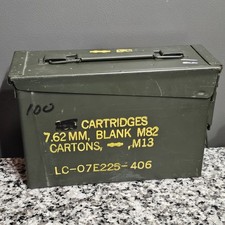 100
CARTRIDGES
7.62 MM, BLANK M82
CARTONS, , M13
LC-07E225-406